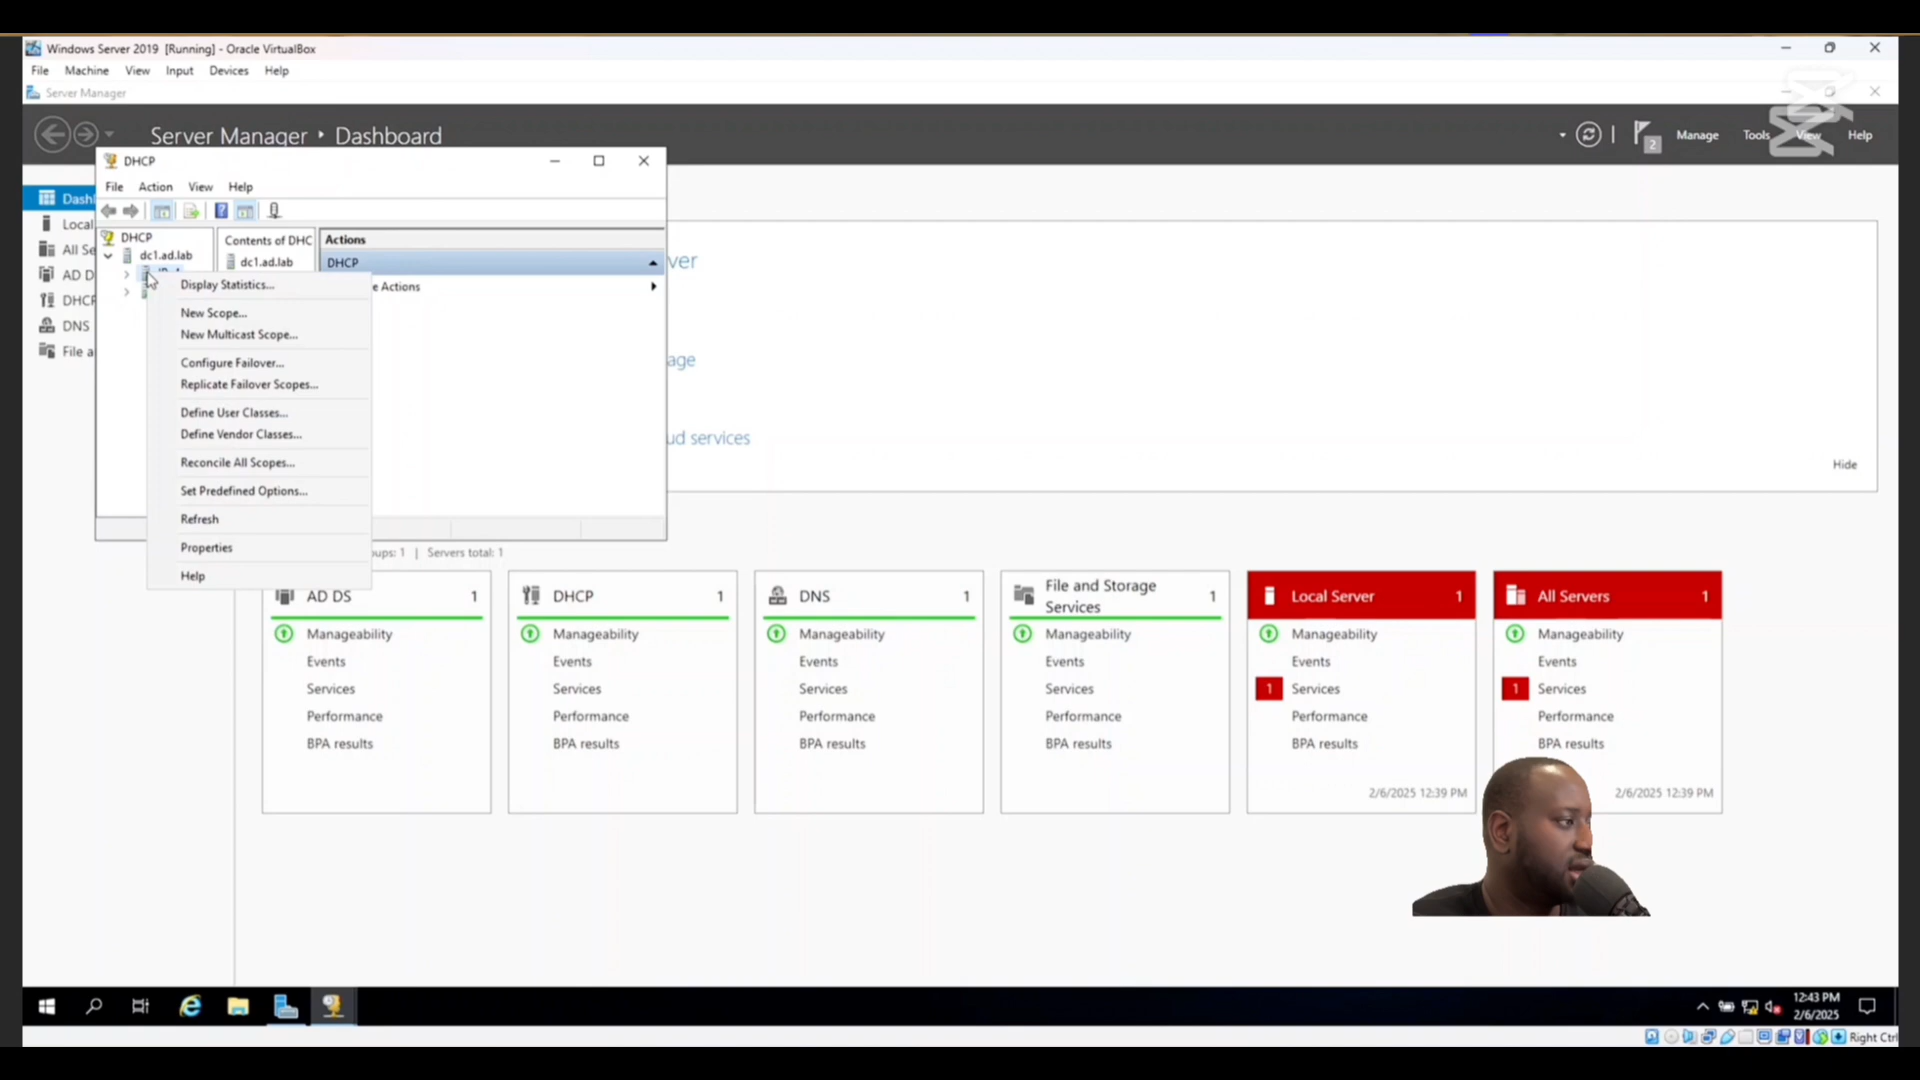 Windows Server 2019 [Running] - Oracle VirtualBox
File Machine View Input Devices Help
Server Manager
Server Manager • Dashboard
2
Manage Tools View Help
Dash
Local
All Se
AD D
DHCP
DNS
File a
DHCP
File Action View Help
DHCP
dc1.ad.lab
Contents of DHC
dc1.ad.lab
Actions
DHCP
e Actions
Display Statistics...
New Scope...
New Multicast Scope...
Configure Failover...
Replicate Failover Scopes...
Define User Classes...
Define Vendor Classes...
Reconcile All Scopes...
Set Predefined Options...
Refresh
Properties
Help
ver
age
ud services
Hide
oups: 1 | Servers total: 1
AD DS 1
Manageability
Events
Services
Performance
BPA results
DHCP 1
Manageability
Events
Services
Performance
BPA results
DNS 1
Manageability
Events
Services
Performance
BPA results
File and Storage
Services 1
Manageability
Events
Services
Performance
BPA results
Local Server 1
Manageability
Events
1 Services
Performance
BPA results
2/6/2025 12:39 PM
All Servers 1
Manageability
Events
1 Services
Performance
BPA results
2/6/2025 12:39 PM
12:43 PM
2/6/2025
Right Ctrl